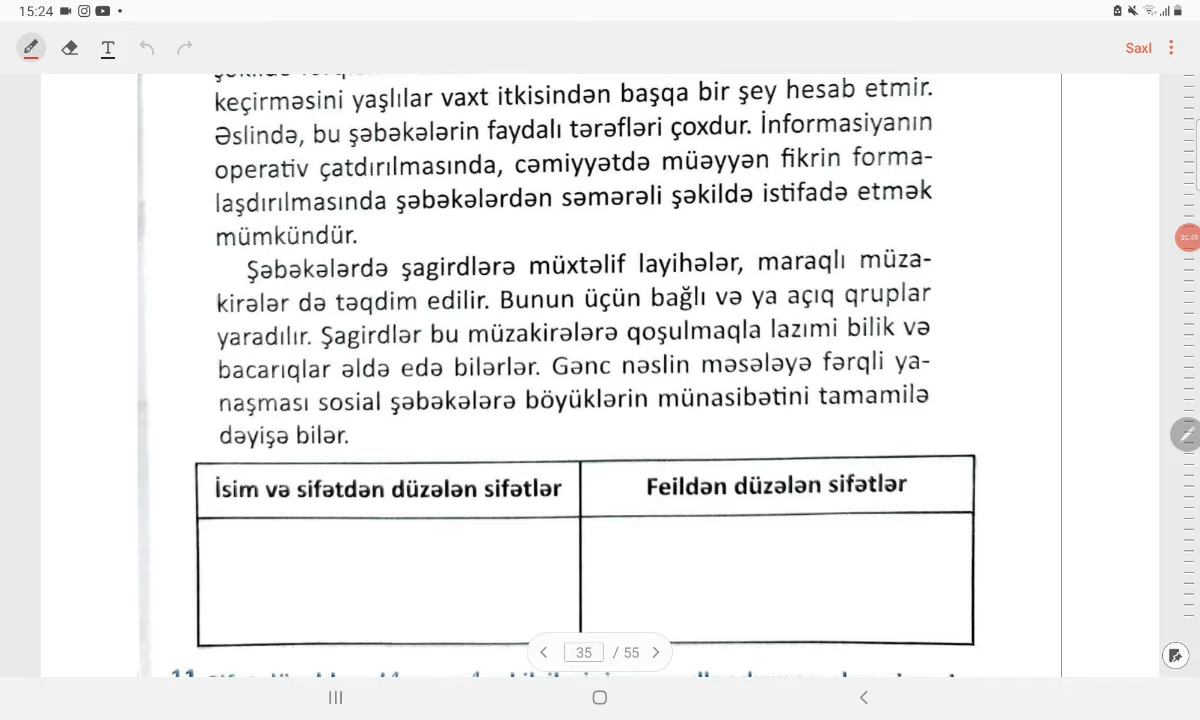 15:24
Saxl
keçirməsini yaşlılar vaxt itkisindən başqa bir şey hesab etmir.
Əslində, bu şəbəkələrin faydalı tərəfləri çoxdur. İnformasiyanın
operativ çatdırılmasında, cəmiyyətdə müəyyən fikrin forma-
laşdırılmasında şəbəkələrdən səmərəli şəkildə istifadə etmək
mümkündür.
Şəbəkələrdə şagirdlərə müxtəlif layihələr, maraqlı müza-
kirələr də təqdim edilir. Bunun üçün bağlı və ya açıq qruplar
yaradılır. Şagirdlər bu müzakirələrə qoşulmaqla lazımi bilik və
bacarıqlar əldə edə bilərlər. Gənc nəslin məsələyə fərqli ya-
naşması sosial şəbəkələrə böyüklərin münasibətini tamamilə
dəyişə bilər.
İsim və sifətdən düzələn sifətlər
Feildən düzələn sifətlər
35 / 55